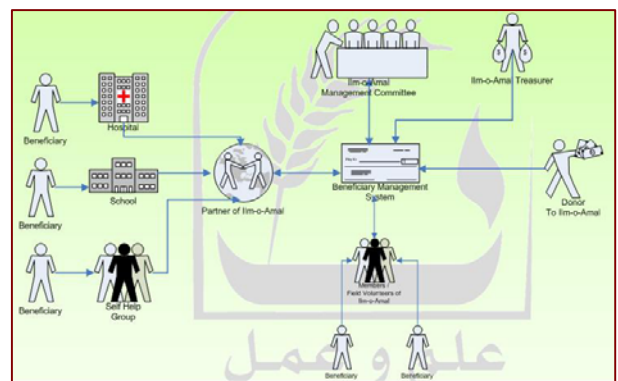 Ilm-o-Amal
Management Committee
Ilm-o-Amal Treasurer
Beneficiary
Hospital
Beneficiary
School
Partner of Ilm-o-Amal
Beneficiary Management
System
Donor
To Ilm-o-Amal
Beneficiary
Self Help
Group
Members /
Field Volunteers of
Ilm-o-Amal
Beneficiary
Beneficiary
علم و عمل